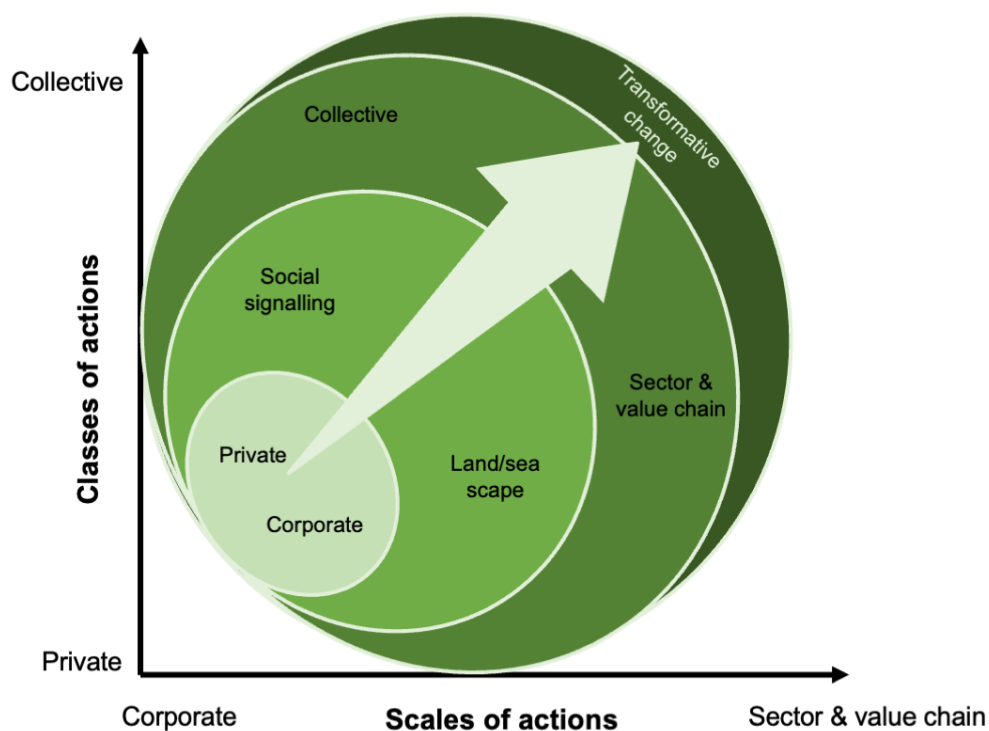 Collective
Transformative
change
Collective
Social
signalling
Classes of actions
Sector &
value chain
Private
Land/sea
scape
Corporate
Private
Corporate
Scales of actions
Sector & value chain